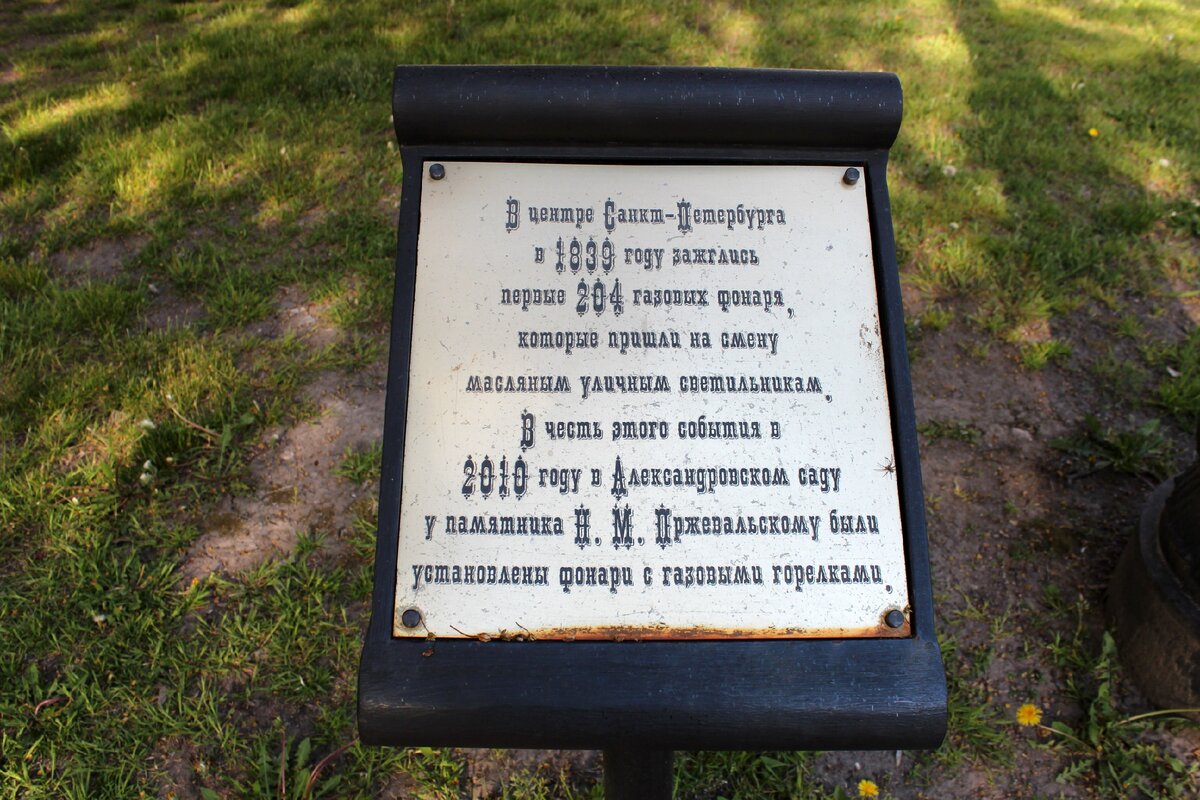 В центре Санкт-Петербурга
в 1839 году зажглись
первые 204 газовых фонаря,
которые пришли на смену
масляным уличным светильникам,
В честь этого события в
2010 году в Александровском саду
у памятника Н. М. Пржевальскому были
установлены фонари с газовыми горелками.